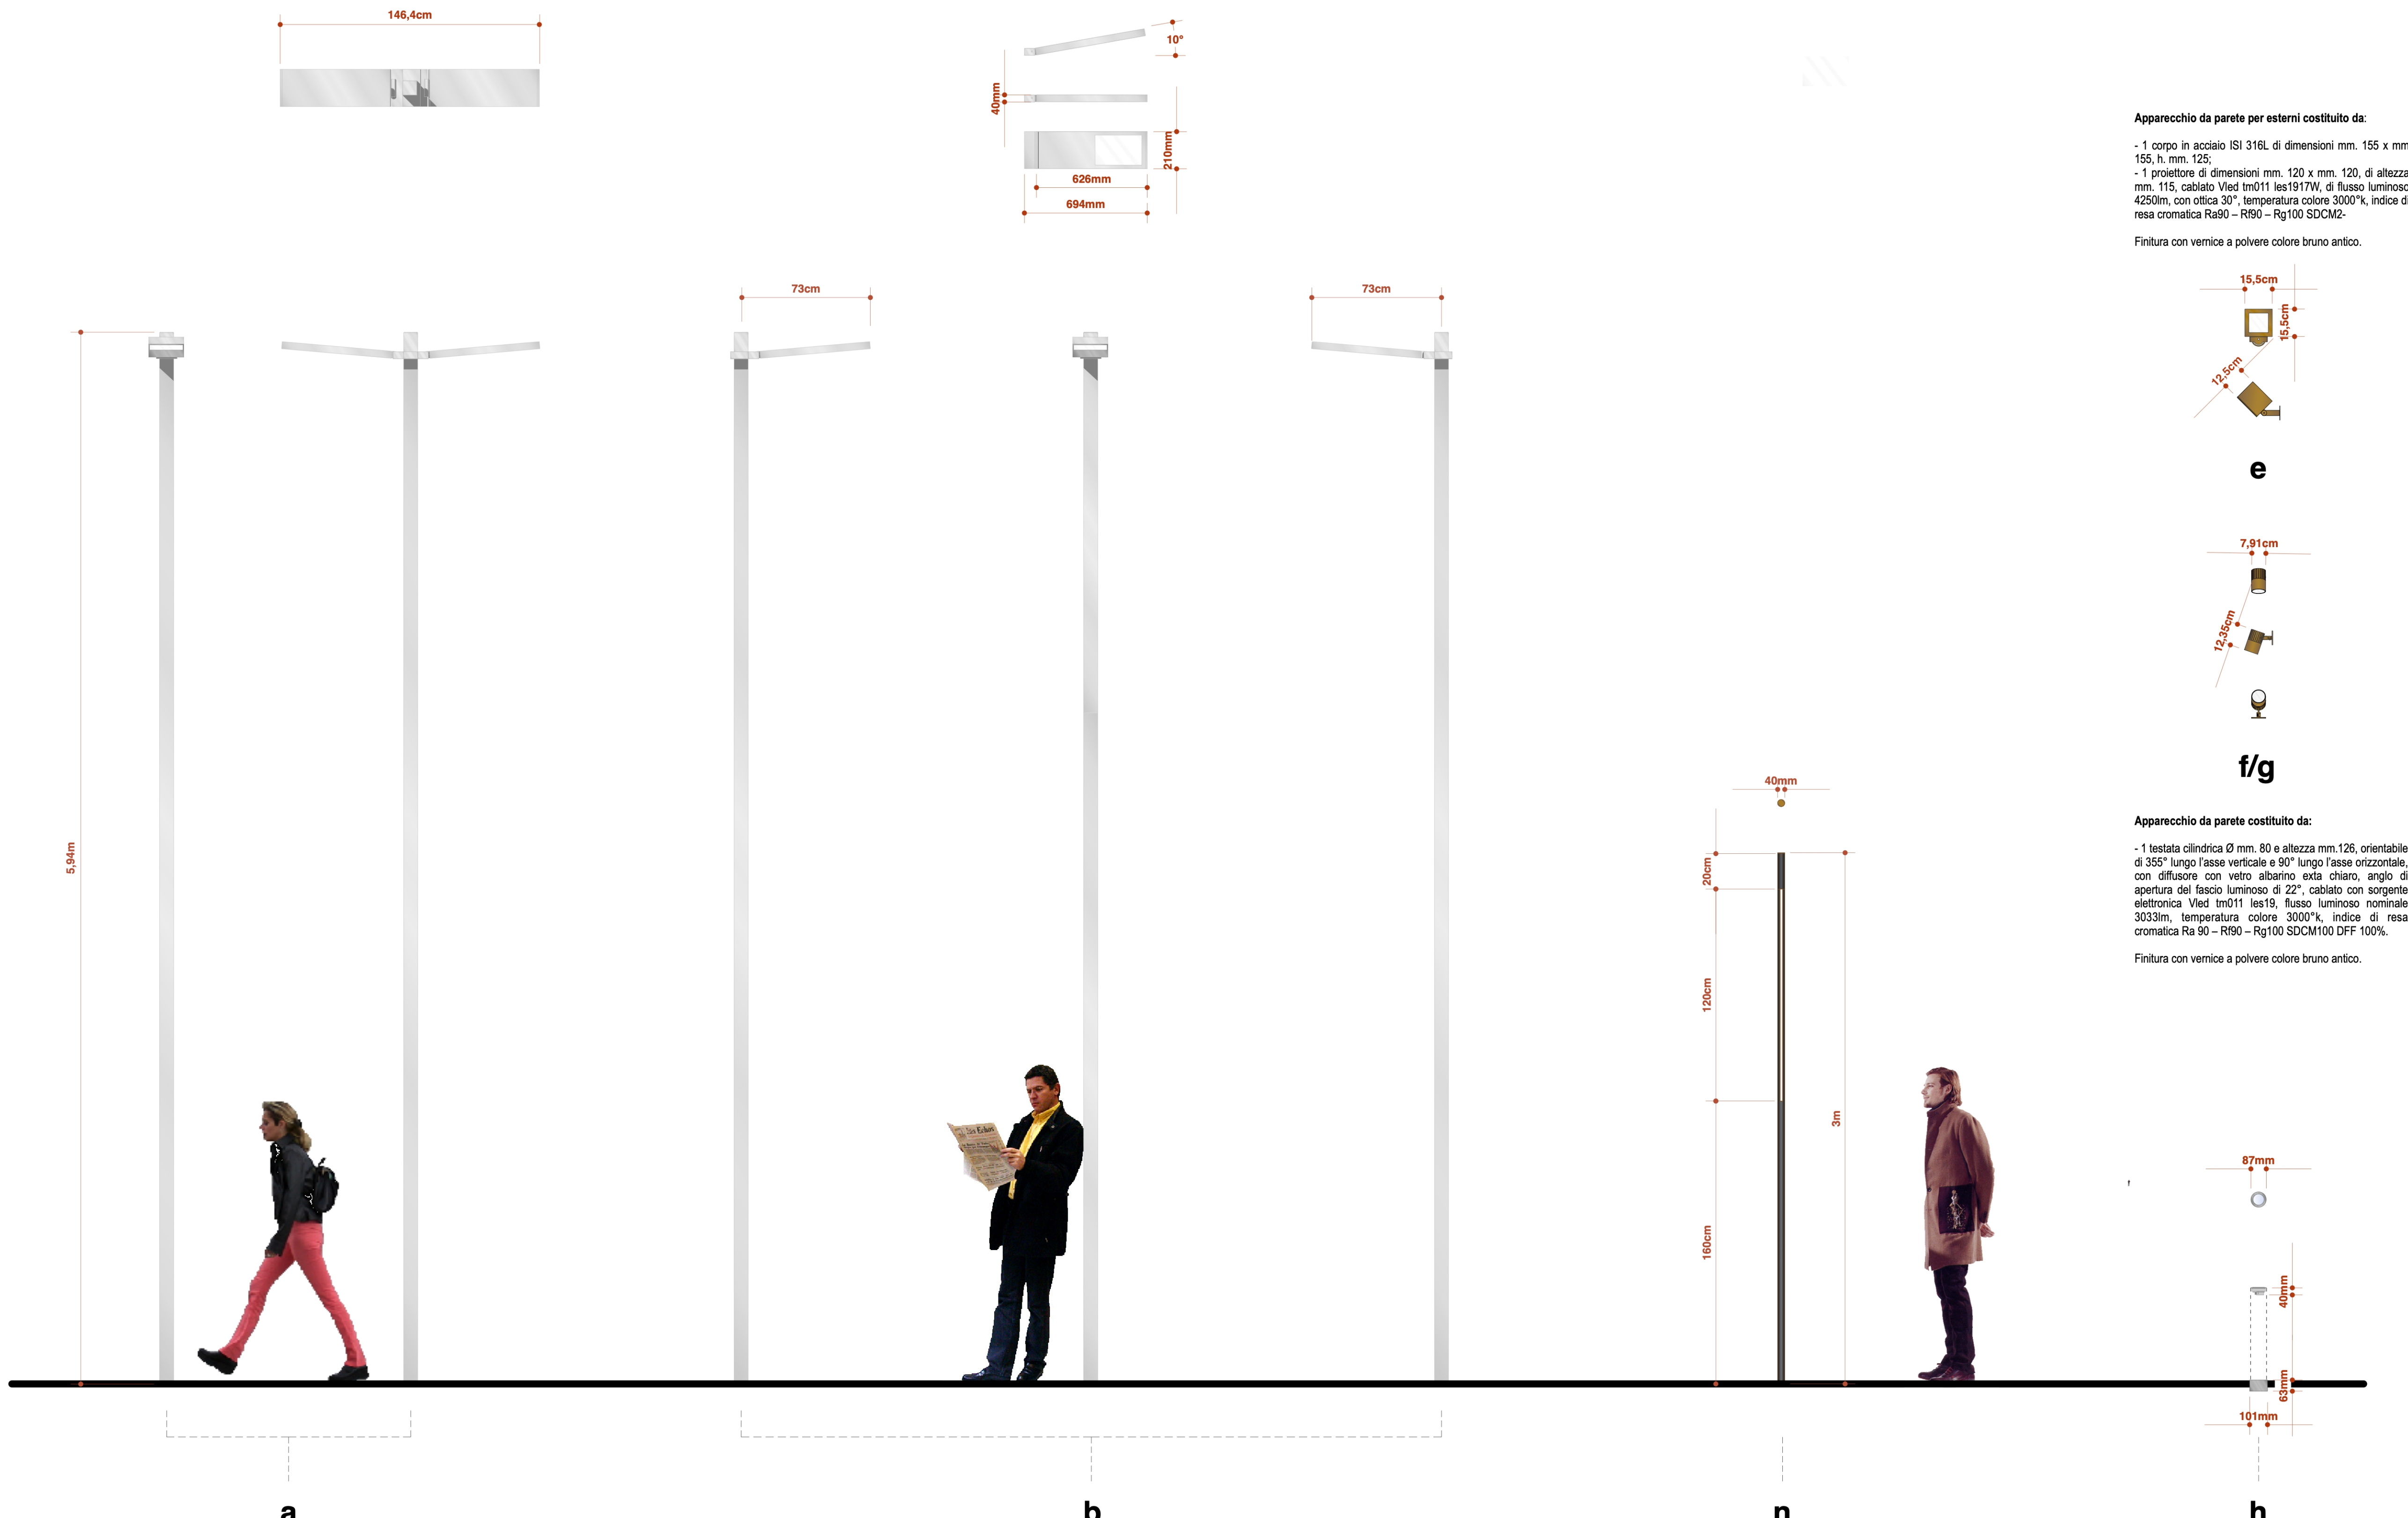 146,4cm
10°
40mm
210mm
626mm
694mm
Apparecchio da parete per esterni costituito da:
- 1 corpo in acciaio ISI 316L di dimensioni mm. 155 x mm
155, h. mm. 125;
- 1 proiettore di dimensioni mm. 120 x mm. 120, di altezza
mm. 115, cablato Vled tm011 les1917W, di flusso luminoso
4250lm, con ottica 30°, temperatura colore 3000°k, indice di
resa cromatica Ra90 – Rf90 – Rg100 SDCM2-
Finitura con vernice a polvere colore bruno antico.
15,5cm
15,5cm
12,5cm
e
73cm
73cm
7,91cm
12,35cm
f/g
Apparecchio da parete costituito da:
- 1 testata cilindrica Ø mm. 80 e altezza mm.126, orientabile
di 355° lungo l'asse verticale e 90° lungo l'asse orizzontale,
con diffusore con vetro albarino exta chiaro, anglo di
apertura del fascio luminoso di 22°, cablato con sorgente
elettronica Vled tm011 les19, flusso luminoso nominale
3033lm, temperatura colore 3000°k, indice di resa
cromatica Ra 90 – Rf90 – Rg100 SDCM100 DFF 100%.
Finitura con vernice a polvere colore bruno antico.
5,94m
40mm
20cm
120cm
160cm
3m
87mm
40mm
63mm
101mm
a
b
n
h